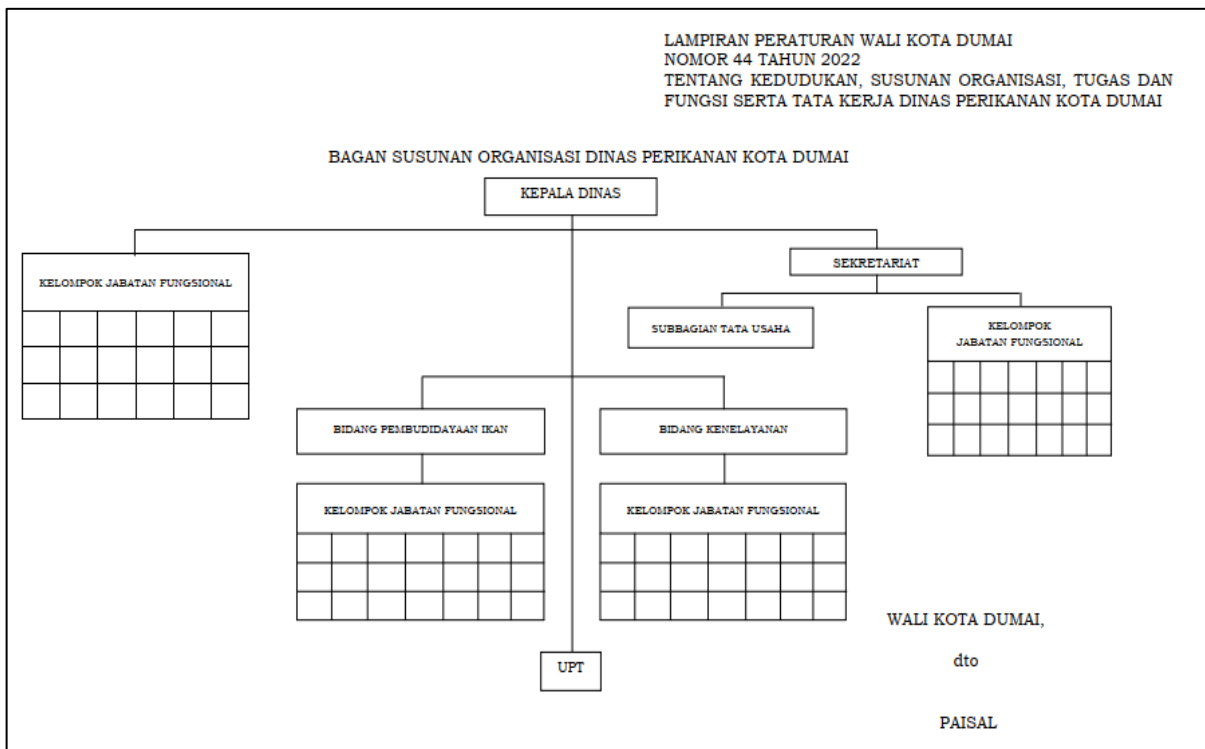 LAMPIRAN PERATURAN WALI KOTA DUMAI
NOMOR 44 TAHUN 2022
TENTANG KEDUDUKAN, SUSUNAN ORGANISASI, TUGAS DAN
FUNGSI SERTA TATA KERJA DINAS PERIKANAN KOTA DUMAI
BAGAN SUSUNAN ORGANISASI DINAS PERIKANAN KOTA DUMAI
KEPALA DINAS
KELOMPOK JABATAN FUNGSIONAL
SEKRETARIAT
SUBBAGIAN TATA USAHA
KELOMPOK
JABATAN FUNGSIONAL
BIDANG PEMBUDIDAYAAN IKAN
BIDANG KENELAYANAN
KELOMPOK JABATAN FUNGSIONAL
KELOMPOK JABATAN FUNGSIONAL
UPT
WALI KOTA DUMAI,
dto
PAISAL